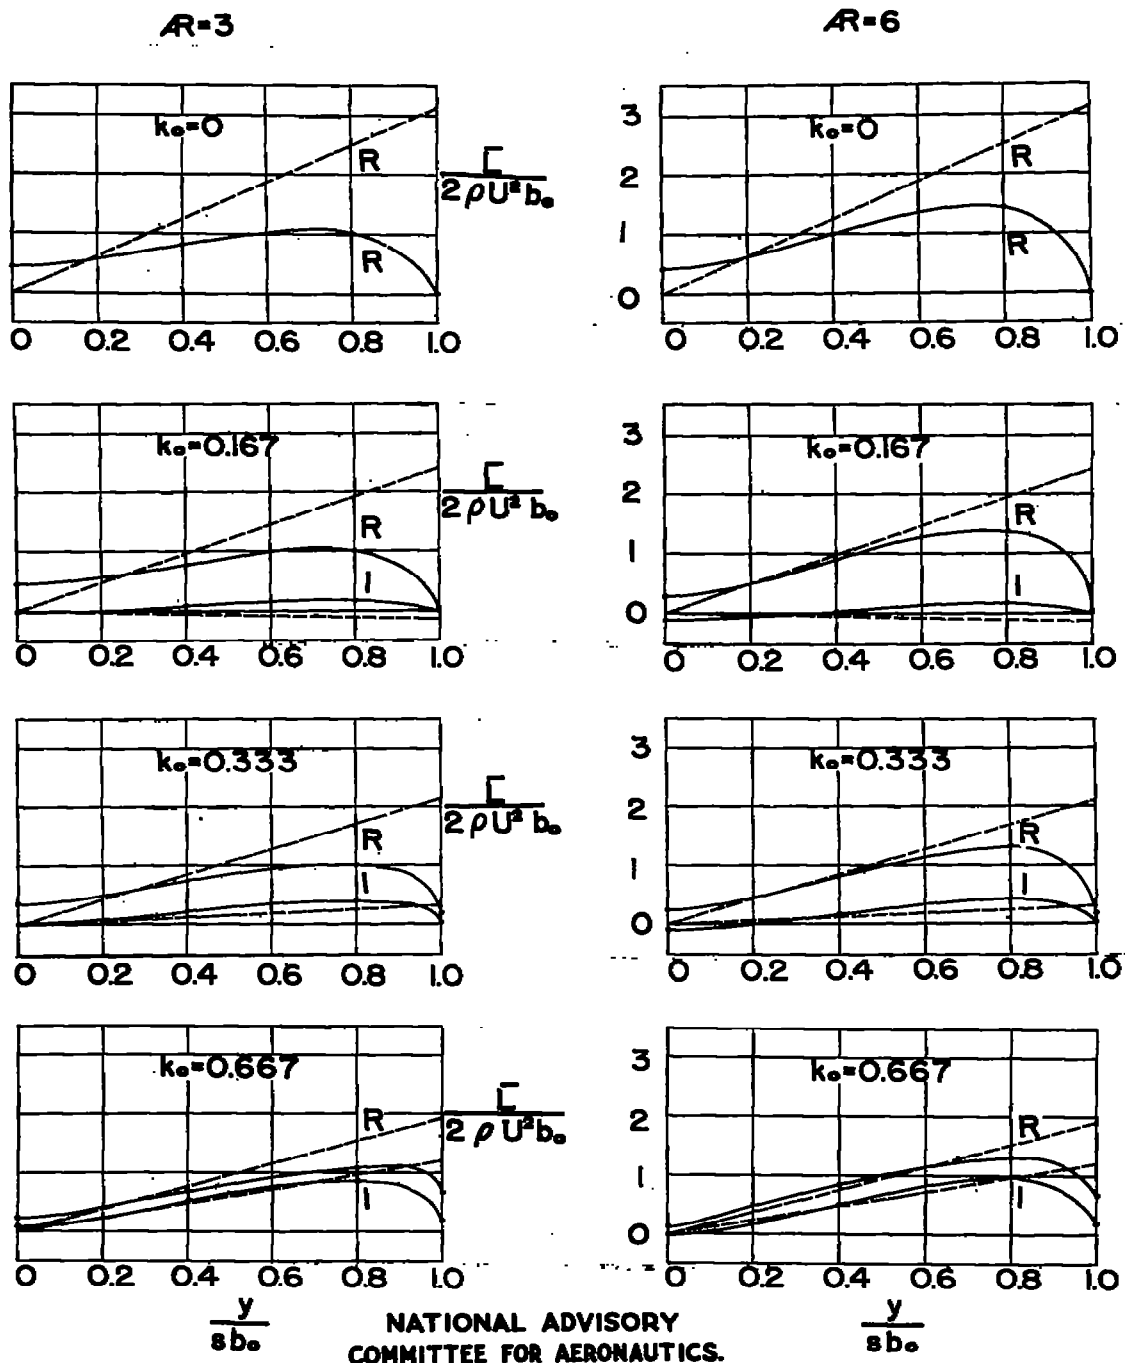 AR=3
AR=6
k₀=0
R
R
L̄
2ρU²b₀
0 0.2 0.4 0.6 0.8 1.0
3
2
1
0
k₀=0
R
R
0 0.2 0.4 0.6 0.8 1.0
k₀=0.167
R
I
L̄
2ρU²b₀
0 0.2 0.4 0.6 0.8 1.0
3
2
1
0
k₀=0.167
R
I
0 0.2 0.4 0.6 0.8 1.0
k₀=0.333
R
I
L̄
2ρU²b₀
0 0.2 0.4 0.6 0.8 1.0
3
2
1
0
k₀=0.333
R
I
0 0.2 0.4 0.6 0.8 1.0
k₀=0.667
R
I
L̄
2ρU²b₀
0 0.2 0.4 0.6 0.8 1.0
3
2
1
0
k₀=0.667
R
I
0 0.2 0.4 0.6 0.8 1.0
y
sb₀
y
sb₀
NATIONAL ADVISORY
COMMITTEE FOR AERONAUTICS.